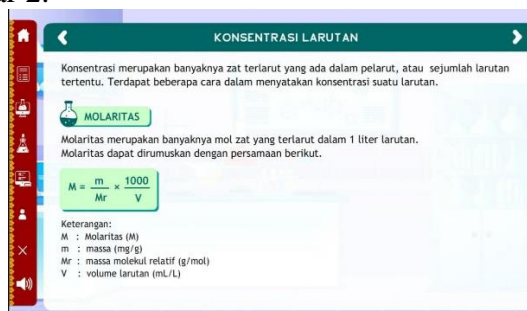 KONSENTRASI LARUTAN
Konsentrasi merupakan banyaknya zat terlarut yang ada dalam pelarut, atau sejumlah larutan
tertentu. Terdapat beberapa cara dalam menyatakan konsentrasi suatu larutan.
MOLARITAS
Molaritas merupakan banyaknya mol zat yang terlarut dalam 1 liter larutan.
Molaritas dapat dirumuskan dengan persamaan berikut.
M = m/Mr × 1000/V
Keterangan:
M : Molaritas (M)
m : massa (mg/g)
Mr : massa molekul relatif (g/mol)
V : volume larutan (mL/L)